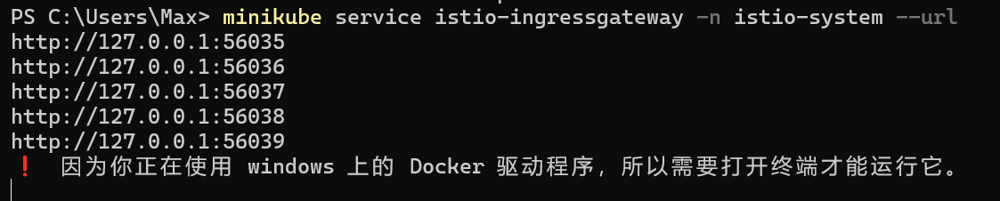 PS C:\Users\Max> minikube service istio-ingressgateway -n istio-system --url
http://127.0.0.1:56035
http://127.0.0.1:56036
http://127.0.0.1:56037
http://127.0.0.1:56038
http://127.0.0.1:56039
❗ 因为你正在使用 windows 上的 Docker 驱动程序，所以需要打开终端才能运行它。